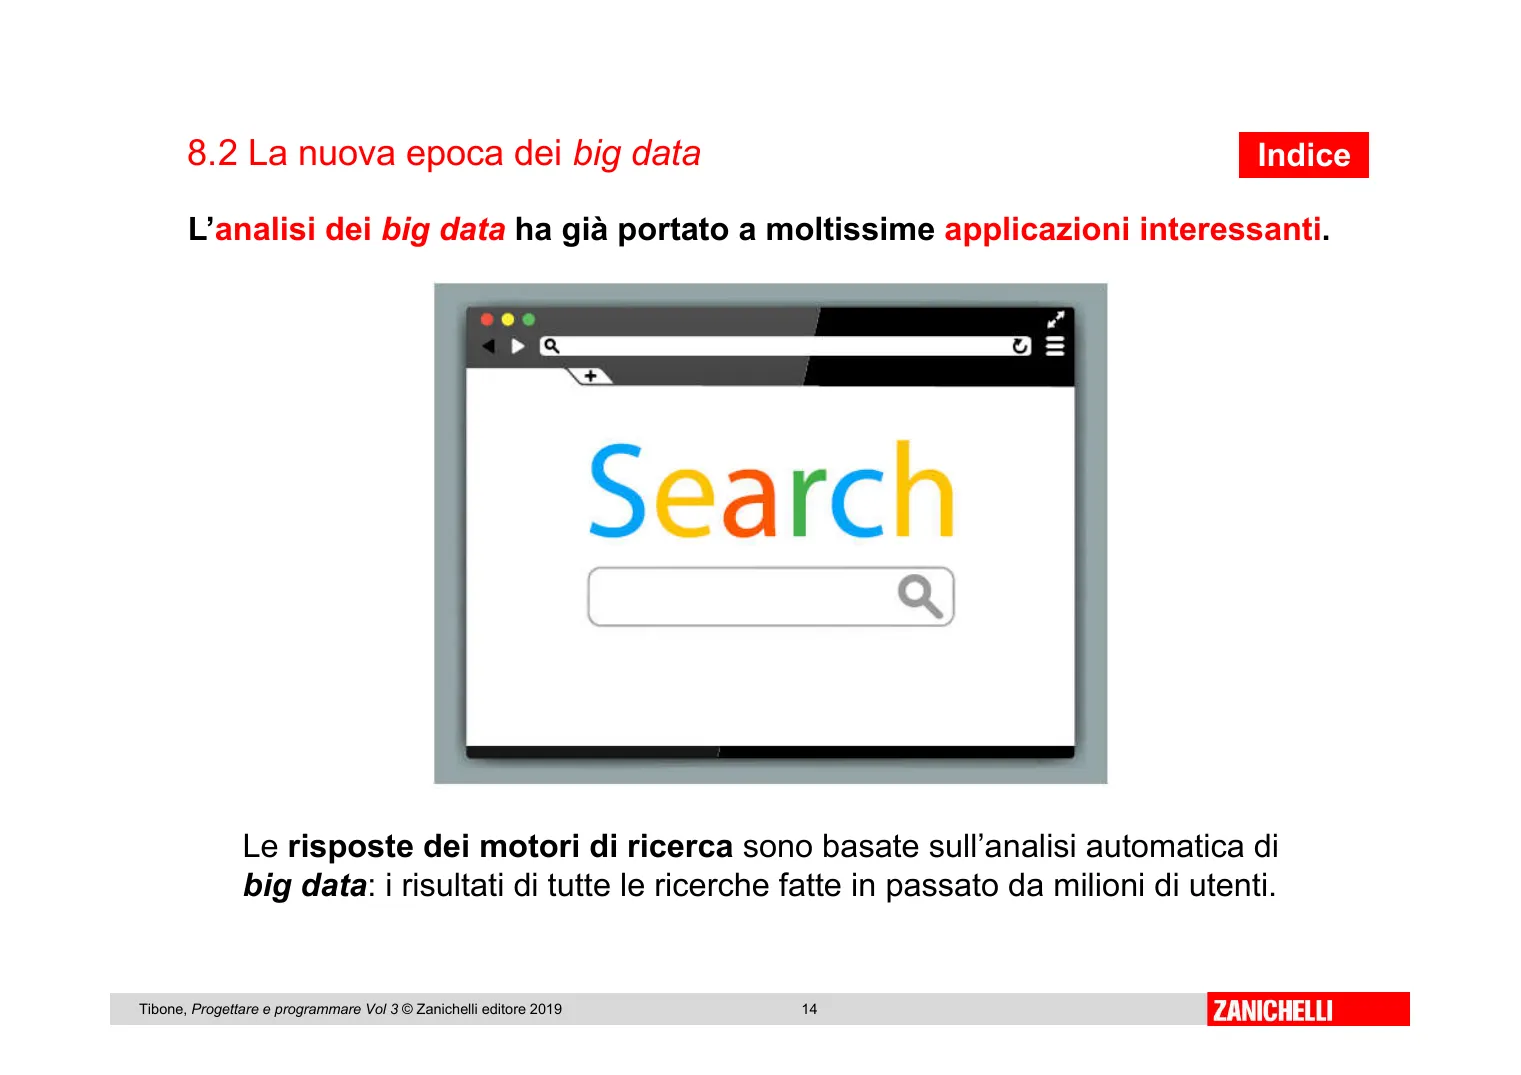 8.2 La nuova epoca dei big data
Indice
L’analisi dei big data ha già portato a moltissime applicazioni interessanti.
Search
Le risposte dei motori di ricerca sono basate sull’analisi automatica di
big data: i risultati di tutte le ricerche fatte in passato da milioni di utenti.
Tibone, Progettare e programmare Vol 3 © Zanichelli editore 2019
14
ZANICHELLI